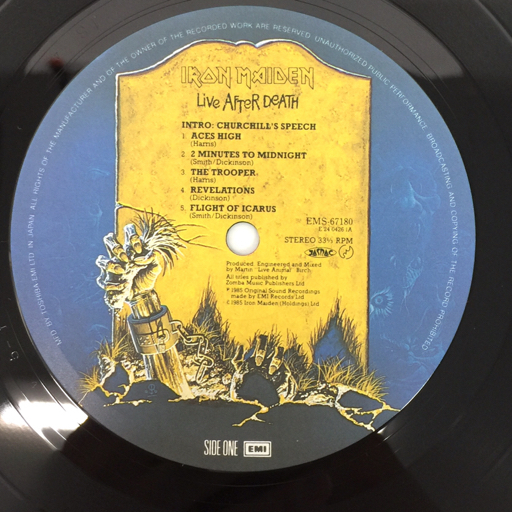 IRON MAIDEN
LIVE AFTER DEATH
INTRO: CHURCHILL'S SPEECH
1. ACES HIGH
(Harris)
2. 2 MINUTES TO MIDNIGHT
(Smith/Dickinson)
3. THE TROOPER
(Harris)
4. REVELATIONS
(Dickinson)
5. FLIGHT OF ICARUS
(Smith/Dickinson)
EMS-67180
STEREO 33⅓ RPM
JASRAC
Produced Engineered and Mixed
by Martin "Live Animal" Birch
All titles published by
Zomba Music Publishers Ltd
℗ 1985 Original Sound Recordings
made by EMI Records Ltd
© 1985 Iron Maiden (Holdings) Ltd
SIDE ONE EMI
M'F'D BY TOSHIBA EMI LTD IN JAPAN. ALL RIGHTS OF THE MANUFACTURER AND OF THE OWNER OF THE RECORDED WORK ARE RESERVED. UNAUTHORIZED PUBLIC PERFORMANCE, BROADCASTING AND COPYING OF THE RECORD PROHIBITED